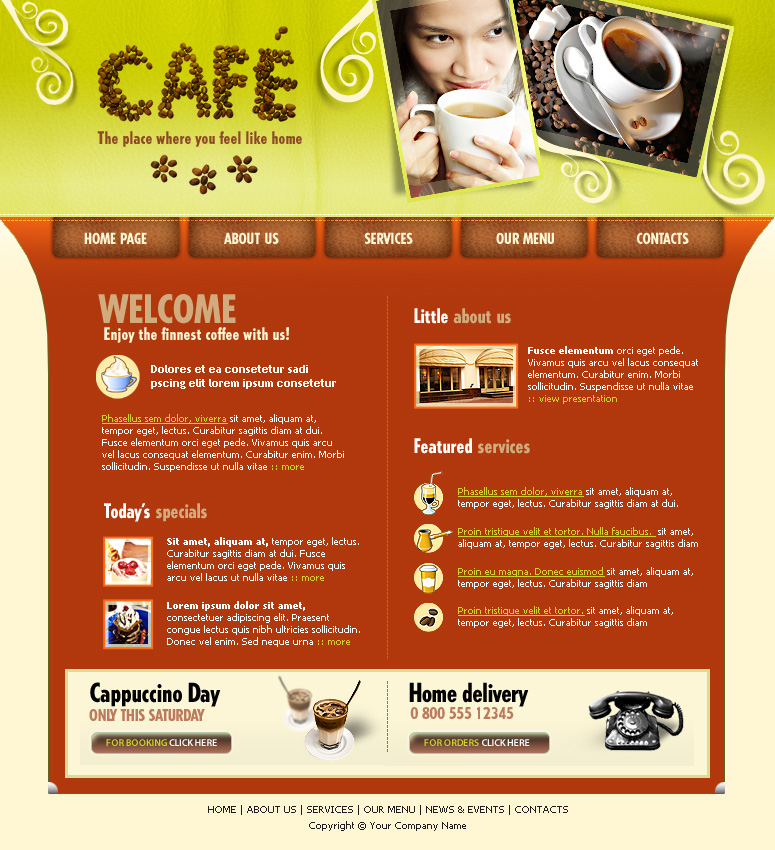 CAFÉ
The place where you feel like home
HOME PAGE
ABOUT US
SERVICES
OUR MENU
CONTACTS
WELCOME
Enjoy the finnest coffee with us!
Dolores et ea consetetur sadi
pscing elit lorem ipsum consetetur
Phasellus sem dolor, viverra sit amet, aliquam at,
tempor eget, lectus. Curabitur sagittis diam at dui.
Fusce elementum orci eget pede. Vivamus quis arcu
vel lacus consequat elementum. Curabitur enim. Morbi
sollicitudin. Suspendisse ut nulla vitae :: more
Today's specials
Sit amet, aliquam at, tempor eget, lectus.
Curabitur sagittis diam at dui. Fusce
elementum orci eget pede. Vivamus quis
arcu vel lacus ut nulla vitae :: more
Lorem ipsum dolor sit amet,
consectetuer adipiscing elit. Praesent
congue lectus quis nibh ultricies sollicitudin.
Donec vel enim. Sed neque urna :: more
Little about us
Fusce elementum orci eget pede.
Vivamus quis arcu vel lacus consequat
elementum. Curabitur enim. Morbi
sollicitudin. Suspendisse ut nulla vitae
:: view presentation
Featured services
Phasellus sem dolor, viverra sit amet, aliquam at,
tempor eget, lectus. Curabitur sagittis diam at dui.
Proin tristique velit et tortor. Nulla faucibus. sit amet,
aliquam at, tempor eget, lectus. Curabitur sagittis diam
Proin eu magna. Donec euismod sit amet, aliquam at,
tempor eget, lectus. Curabitur sagittis diam
Proin tristique velit et tortor. sit amet, aliquam at,
tempor eget, lectus. Curabitur sagittis diam
Cappuccino Day
ONLY THIS SATURDAY
FOR BOOKING CLICK HERE
Home delivery
0 800 555 12345
FOR ORDERS CLICK HERE
HOME | ABOUT US | SERVICES | OUR MENU | NEWS & EVENTS | CONTACTS
Copyright © Your Company Name